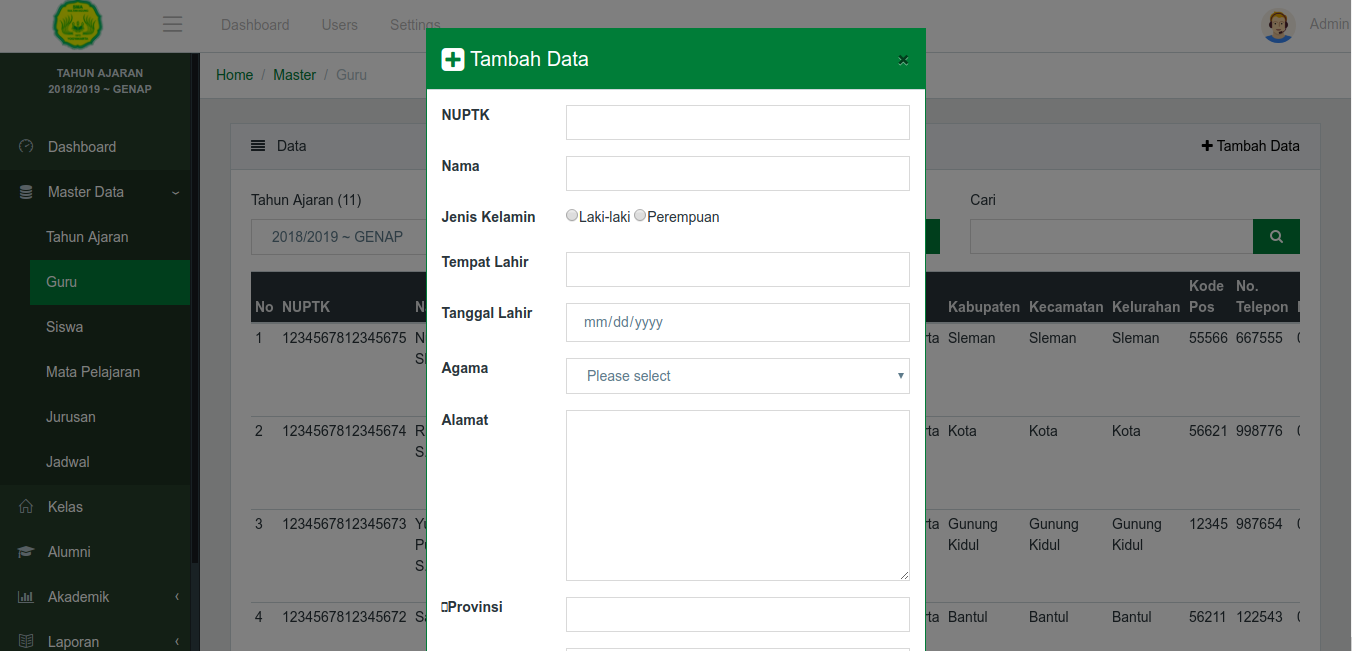 Dashboard Users Settings Admin
TAHUN AJARAN
2018/2019 ~ GENAP
Dashboard
Master Data
Tahun Ajaran
Guru
Siswa
Mata Pelajaran
Jurusan
Jadwal
Kelas
Alumni
Akademik
Laporan
Home / Master / Guru
Data
Tambah Data
Tahun Ajaran (11)
2018/2019 ~ GENAP
Cari
No NUPTK Kabupaten Kecamatan Kelurahan Kode Pos No. Telepon
1 1234567812345675 Sleman Sleman Sleman 55566 667555
2 1234567812345674 Kota Kota Kota 56621 998776
3 1234567812345673 Gunung Kidul Gunung Kidul Gunung Kidul 12345 987654
4 1234567812345672 Bantul Bantul Bantul 56211 122543
Tambah Data ×
NUPTK
Nama
Jenis Kelamin Laki-laki Perempuan
Tempat Lahir
Tanggal Lahir mm/dd/yyyy
Agama Please select
Alamat
Provinsi